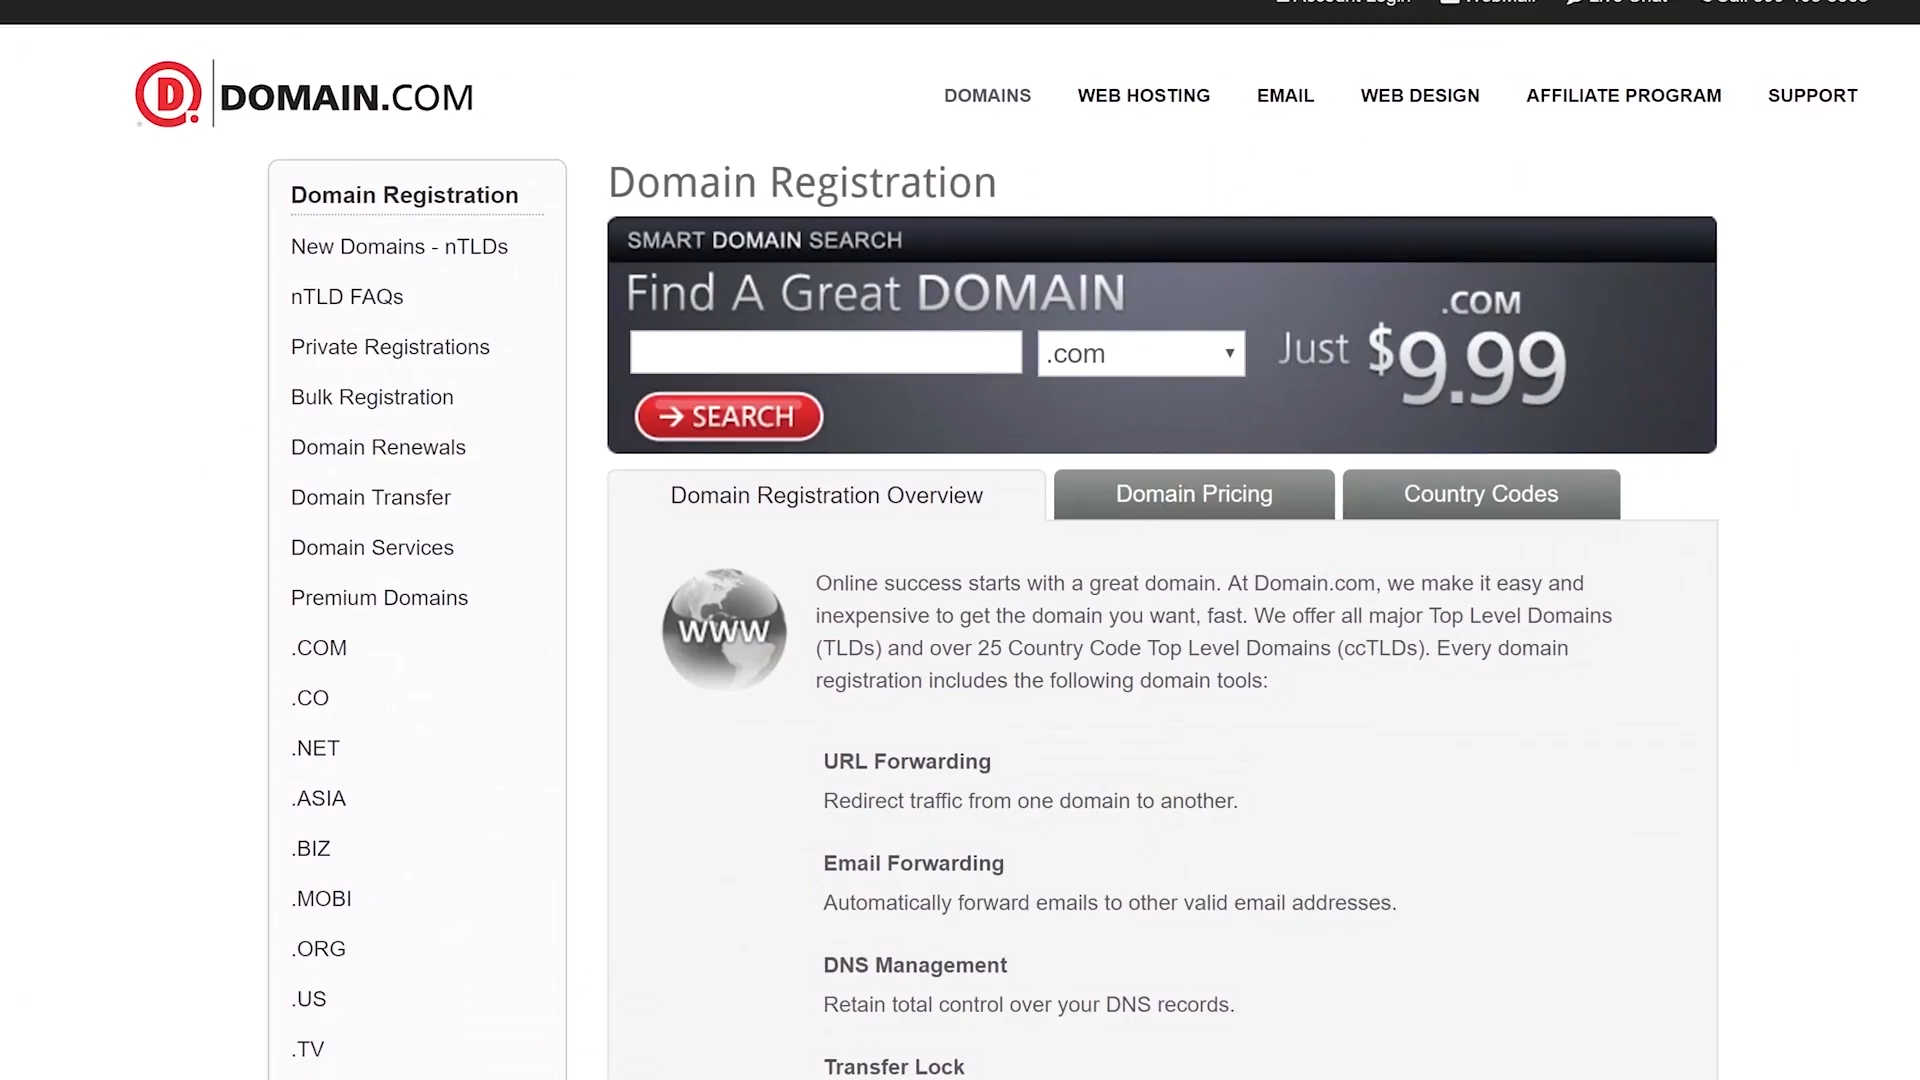 Account Login Webmail Live Chat
DOMAIN.COM
DOMAINS WEB HOSTING EMAIL WEB DESIGN AFFILIATE PROGRAM SUPPORT
Domain Registration
New Domains - nTLDs
nTLD FAQs
Private Registrations
Bulk Registration
Domain Renewals
Domain Transfer
Domain Services
Premium Domains
.COM
.CO
.NET
.ASIA
.BIZ
.MOBI
.ORG
.US
.TV
Domain Registration
SMART DOMAIN SEARCH
Find A Great DOMAIN
.com
→ SEARCH
.COM
Just $9.99
Domain Registration Overview Domain Pricing Country Codes
WWW
Online success starts with a great domain. At Domain.com, we make it easy and
inexpensive to get the domain you want, fast. We offer all major Top Level Domains
(TLDs) and over 25 Country Code Top Level Domains (ccTLDs). Every domain
registration includes the following domain tools:
URL Forwarding
Redirect traffic from one domain to another.
Email Forwarding
Automatically forward emails to other valid email addresses.
DNS Management
Retain total control over your DNS records.
Transfer Lock